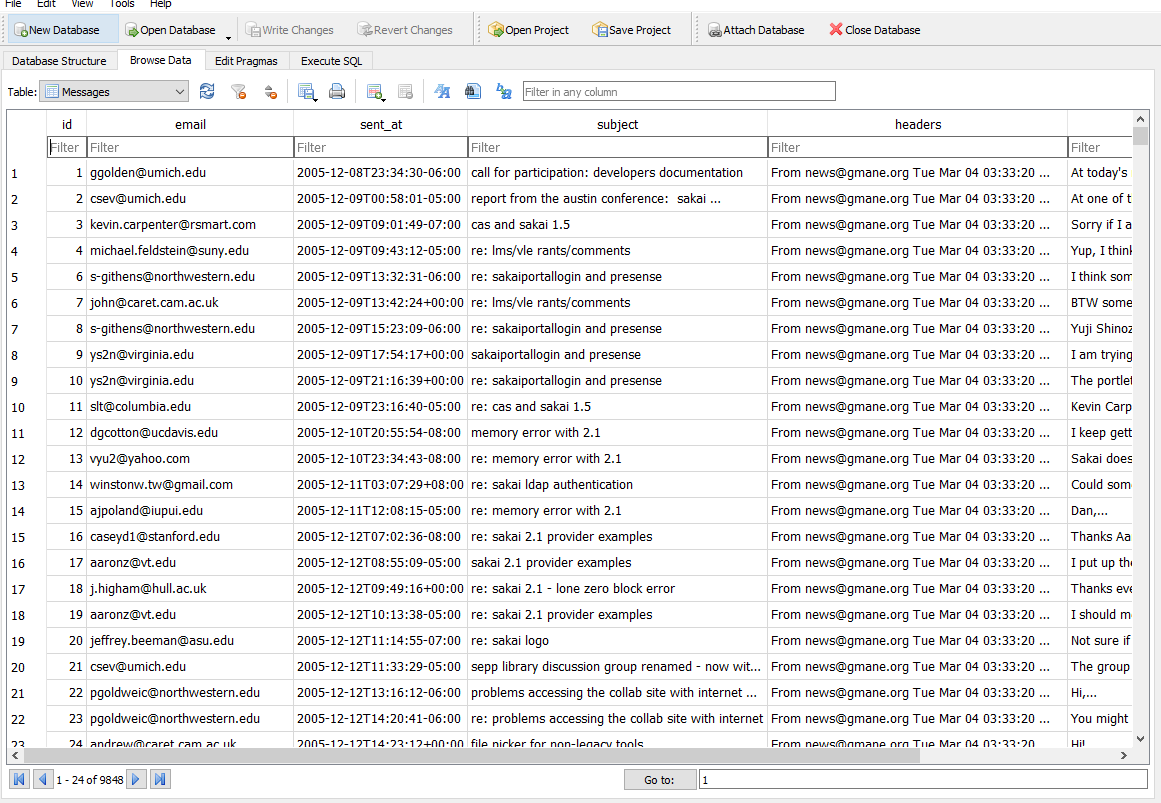 File Edit View Tools Help
New Database Open Database Write Changes Revert Changes Open Project Save Project Attach Database Close Database
Database Structure Browse Data Edit Pragmas Execute SQL
Table: Messages Filter in any column
id email sent_at subject headers
Filter Filter Filter Filter Filter Filter
1 1 ggolden@umich.edu 2005-12-08T23:34:30-06:00 call for participation: developers documentation From news@gmane.org Tue Mar 04 03:33:20 ... At today's
2 2 csev@umich.edu 2005-12-09T00:58:01-05:00 report from the austin conference: sakai ... From news@gmane.org Tue Mar 04 03:33:20 ... At one of t
3 3 kevin.carpenter@rsmart.com 2005-12-09T09:01:49-07:00 cas and sakai 1.5 From news@gmane.org Tue Mar 04 03:33:20 ... Sorry if I a
4 4 michael.feldstein@suny.edu 2005-12-09T09:43:12-05:00 re: lms/vle rants/comments From news@gmane.org Tue Mar 04 03:33:20 ... Yup, I think
5 6 s-githens@northwestern.edu 2005-12-09T13:32:31-06:00 re: sakaiportallogin and presense From news@gmane.org Tue Mar 04 03:33:20 ... I think som
6 7 john@caret.cam.ac.uk 2005-12-09T13:42:24+00:00 re: lms/vle rants/comments From news@gmane.org Tue Mar 04 03:33:20 ... BTW some
7 8 s-githens@northwestern.edu 2005-12-09T15:23:09-06:00 re: sakaiportallogin and presense From news@gmane.org Tue Mar 04 03:33:20 ... Yuji Shinoz
8 9 ys2n@virginia.edu 2005-12-09T17:54:17+00:00 sakaiportallogin and presense From news@gmane.org Tue Mar 04 03:33:20 ... I am trying
9 10 ys2n@virginia.edu 2005-12-09T21:16:39+00:00 re: sakaiportallogin and presense From news@gmane.org Tue Mar 04 03:33:20 ... The portlet
10 11 slt@columbia.edu 2005-12-09T23:16:40-05:00 re: cas and sakai 1.5 From news@gmane.org Tue Mar 04 03:33:20 ... Kevin Carp
11 12 dgcotton@ucdavis.edu 2005-12-10T20:55:54-08:00 memory error with 2.1 From news@gmane.org Tue Mar 04 03:33:20 ... I keep gett
12 13 vyu2@yahoo.com 2005-12-10T23:34:43-08:00 re: memory error with 2.1 From news@gmane.org Tue Mar 04 03:33:20 ... Sakai does
13 14 winstonw.tw@gmail.com 2005-12-11T03:07:29+08:00 re: sakai ldap authentication From news@gmane.org Tue Mar 04 03:33:20 ... Could som
14 15 ajpoland@iupui.edu 2005-12-11T12:08:15-05:00 re: memory error with 2.1 From news@gmane.org Tue Mar 04 03:33:20 ... Dan,...
15 16 caseyd1@stanford.edu 2005-12-12T07:02:36-08:00 re: sakai 2.1 provider examples From news@gmane.org Tue Mar 04 03:33:20 ... Thanks Aa
16 17 aaronz@vt.edu 2005-12-12T08:55:09-05:00 sakai 2.1 provider examples From news@gmane.org Tue Mar 04 03:33:20 ... I put up the
17 18 j.higham@hull.ac.uk 2005-12-12T09:49:16+00:00 re: sakai 2.1 - lone zero block error From news@gmane.org Tue Mar 04 03:33:20 ... Thanks eve
18 19 aaronz@vt.edu 2005-12-12T10:13:38-05:00 re: sakai 2.1 provider examples From news@gmane.org Tue Mar 04 03:33:20 ... I should m
19 20 jeffrey.beeman@asu.edu 2005-12-12T11:14:55-07:00 re: sakai logo From news@gmane.org Tue Mar 04 03:33:20 ... Not sure if
20 21 csev@umich.edu 2005-12-12T11:33:29-05:00 sepp library discussion group renamed - now wit... From news@gmane.org Tue Mar 04 03:33:20 ... The group
21 22 pgoldweic@northwestern.edu 2005-12-12T13:16:12-06:00 problems accessing the collab site with internet ... From news@gmane.org Tue Mar 04 03:33:20 ... Hi,...
22 23 pgoldweic@northwestern.edu 2005-12-12T14:20:41-06:00 re: problems accessing the collab site with internet From news@gmane.org Tue Mar 04 03:33:20 ... You might
23 24 andrew@caret.cam.ac.uk 2005-12-12T14:23:12+00:00 file picker for non-legacy tools From news@gmane.org Tue Mar 04 03:33:20 Hi!
1 - 24 of 9848 Go to: 1